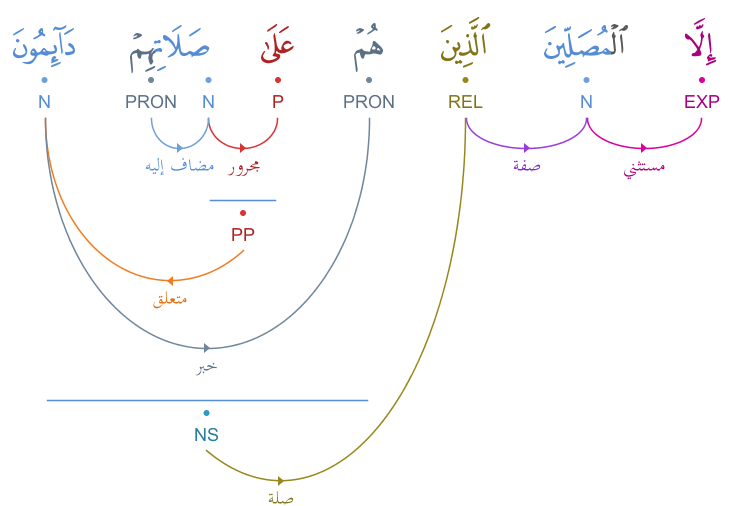 إِلَّا ٱلْمُصَلِّينَ ٱلَّذِينَ هُمْ عَلَىٰ صَلَاتِهِمْ دَآئِمُونَ
EXP N REL PRON P N PRON N
مستثني صفة مجرور مضاف إليه
PP
متعلق
خبر
NS
صلة